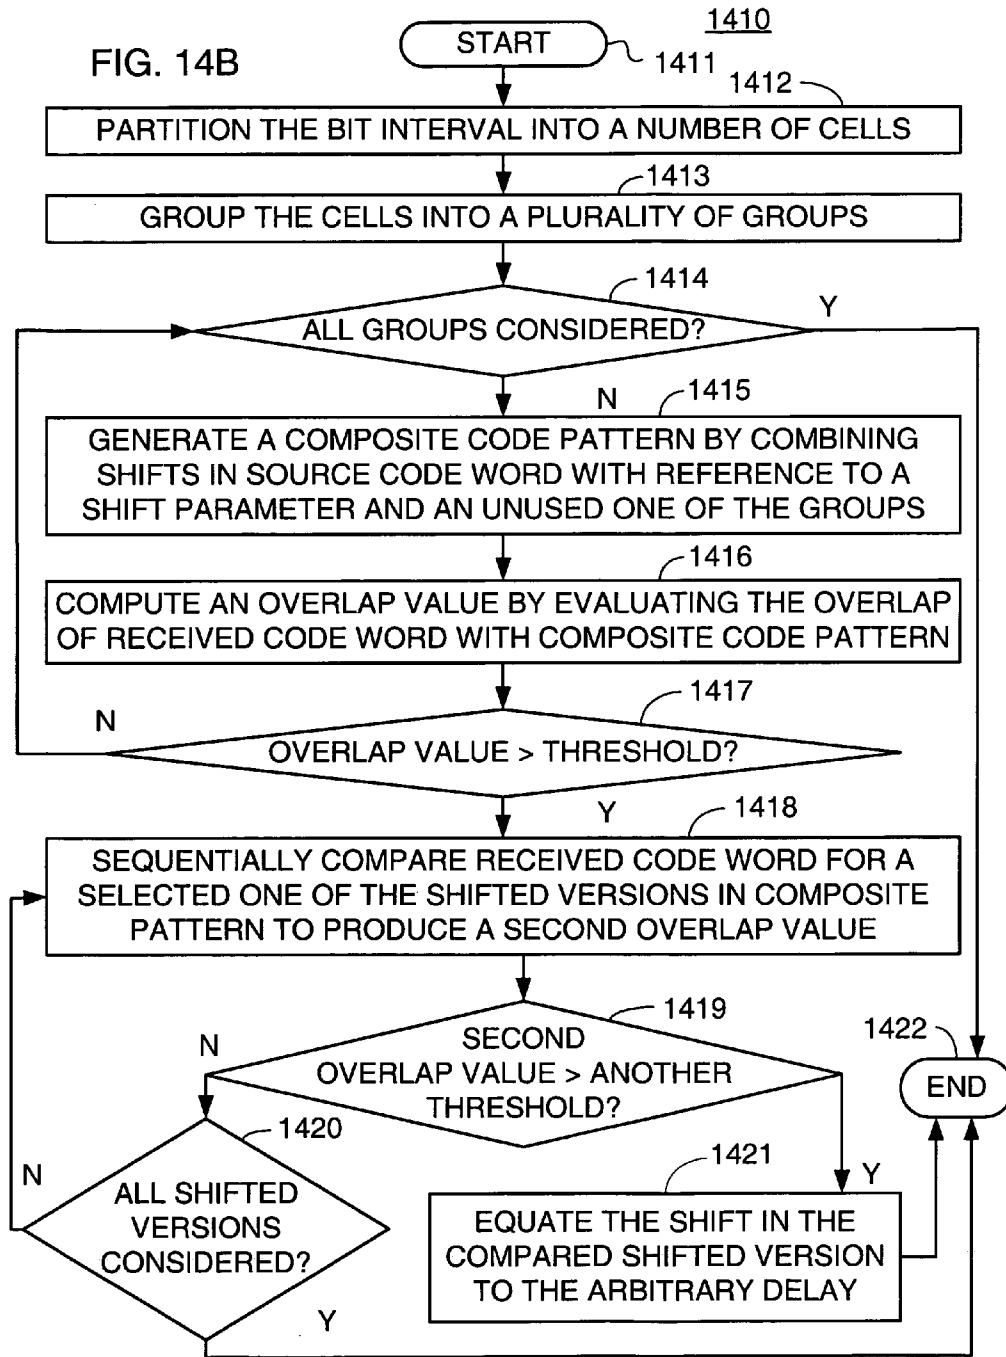 1410
START
FIG. 14B
1411
1412
PARTITION THE BIT INTERVAL INTO A NUMBER OF CELLS
1413
GROUP THE CELLS INTO A PLURALITY OF GROUPS
1414
Y
ALL GROUPS CONSIDERED?
N
1415
GENERATE A COMPOSITE CODE PATTERN BY COMBINING
SHIFTS IN SOURCE CODE WORD WITH REFERENCE TO A
SHIFT PARAMETER AND AN UNUSED ONE OF THE GROUPS
1416
COMPUTE AN OVERLAP VALUE BY EVALUATING THE OVERLAP
OF RECEIVED CODE WORD WITH COMPOSITE CODE PATTERN
1417
N
OVERLAP VALUE > THRESHOLD?
Y
1418
SEQUENTIALLY COMPARE RECEIVED CODE WORD FOR A
SELECTED ONE OF THE SHIFTED VERSIONS IN COMPOSITE
PATTERN TO PRODUCE A SECOND OVERLAP VALUE
1419
N
SECOND
OVERLAP VALUE > ANOTHER
THRESHOLD?
1422
END
1420
N
ALL SHIFTED
VERSIONS
CONSIDERED?
Y
1421
Y
EQUATE THE SHIFT IN THE
COMPARED SHIFTED VERSION
TO THE ARBITRARY DELAY